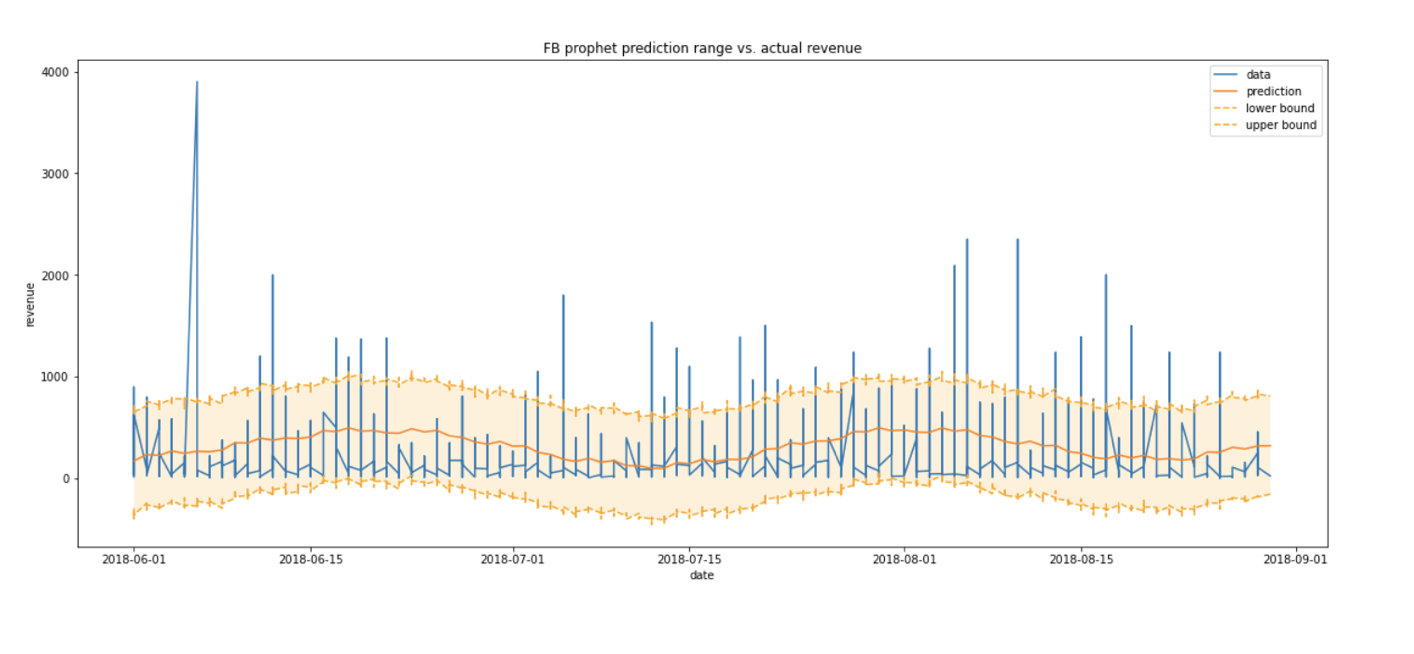 FB prophet prediction range vs. actual revenue
data
prediction
lower bound
upper bound
4000
3000
2000
1000
0
revenue
2018-06-01 2018-06-15 2018-07-01 2018-07-15 2018-08-01 2018-08-15 2018-09-01
date